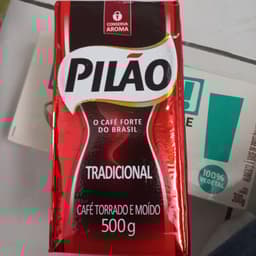 CONSERVA
AROMA
PILÃO
O CAFÉ FORTE
DO BRASIL
TRADICIONAL
CAFÉ TORRADO E MOÍDO
500g
!
E
100%
VEGETAL